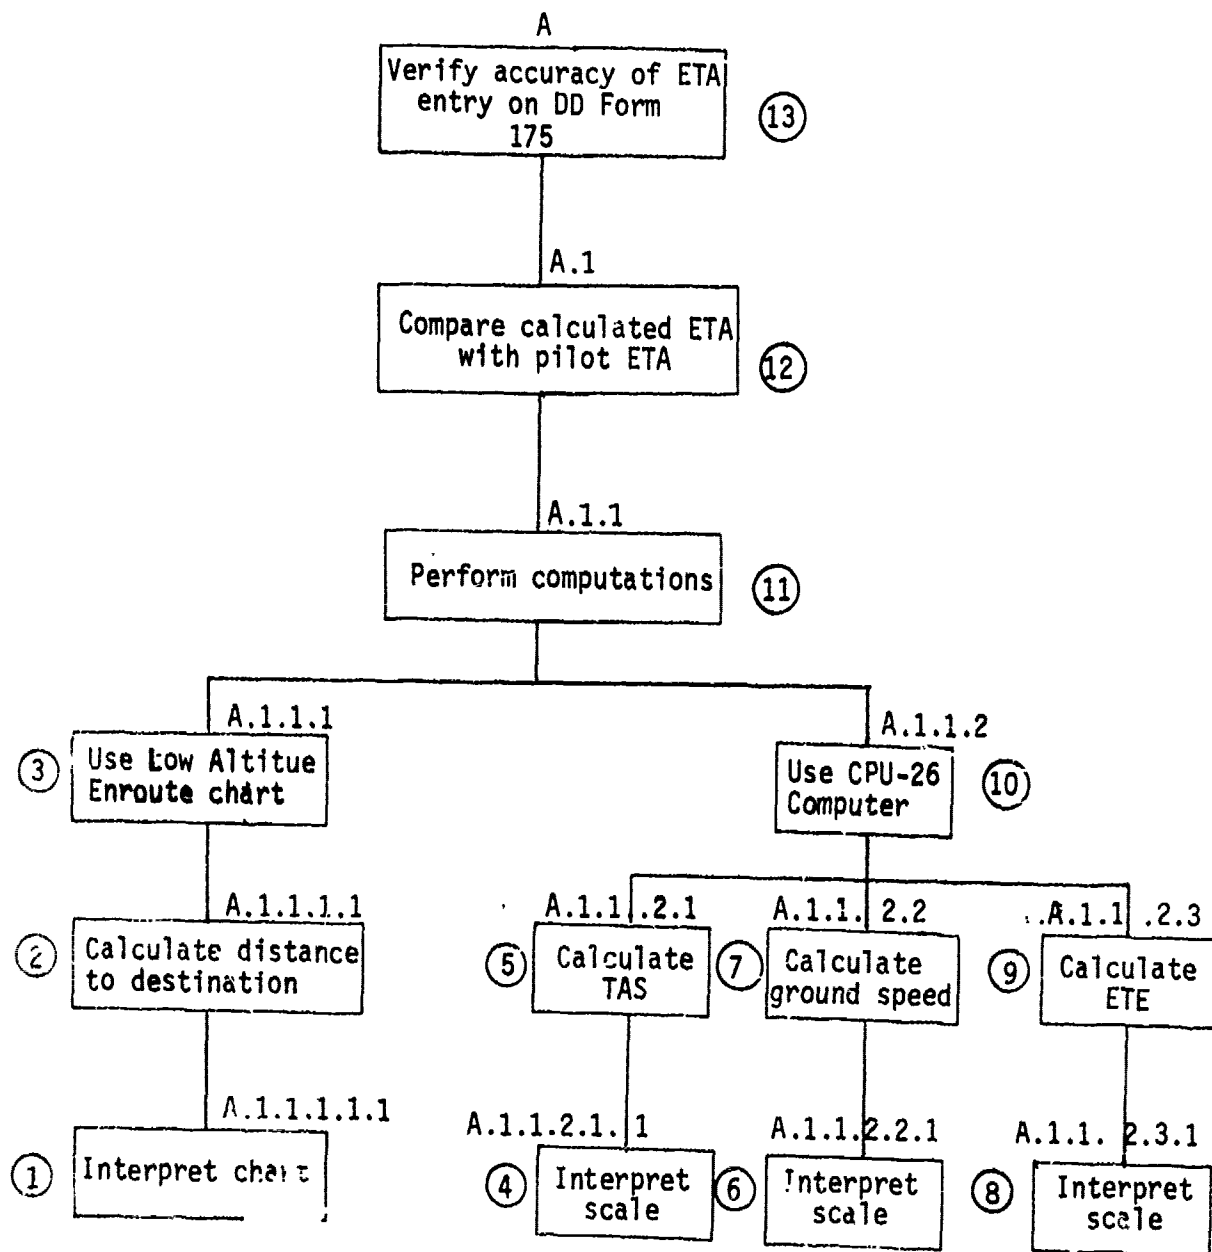 A
Verify accuracy of ETA
entry on DD Form
175
13
A.1
Compare calculated ETA
with pilot ETA
12
A.1.1
Perform computations
11
A.1.1.1
A.1.1.2
3
Use Low Altitue
Enroute chart
Use CPU-26
Computer
10
A.1.1.1.1
A.1.1.2.1
A.1.1.2.2
A.1.1.2.3
2
Calculate distance
to destination
5
Calculate
TAS
7
Calculate
ground speed
9
Calculate
ETE
A.1.1.1.1.1
A.1.1.2.1.1
A.1.1.2.2.1
A.1.1.2.3.1
1
Interpret chart
4
Interpret
scale
6
Interpret
scale
8
Interpret
scale